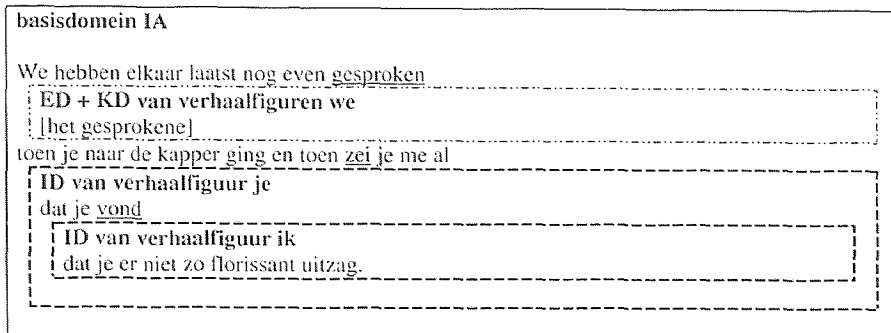 basisdomein IA
We hebben elkaar laatst nog even gesproken
ED + KD van verhaalfiguren we
[het gesprokene]
toen je naar de kapper ging en toen zei je me al
ID van verhaalfiguur je
dat je vond
ID van verhaalfiguur ik
dat je er niet zo florissant uitzag.